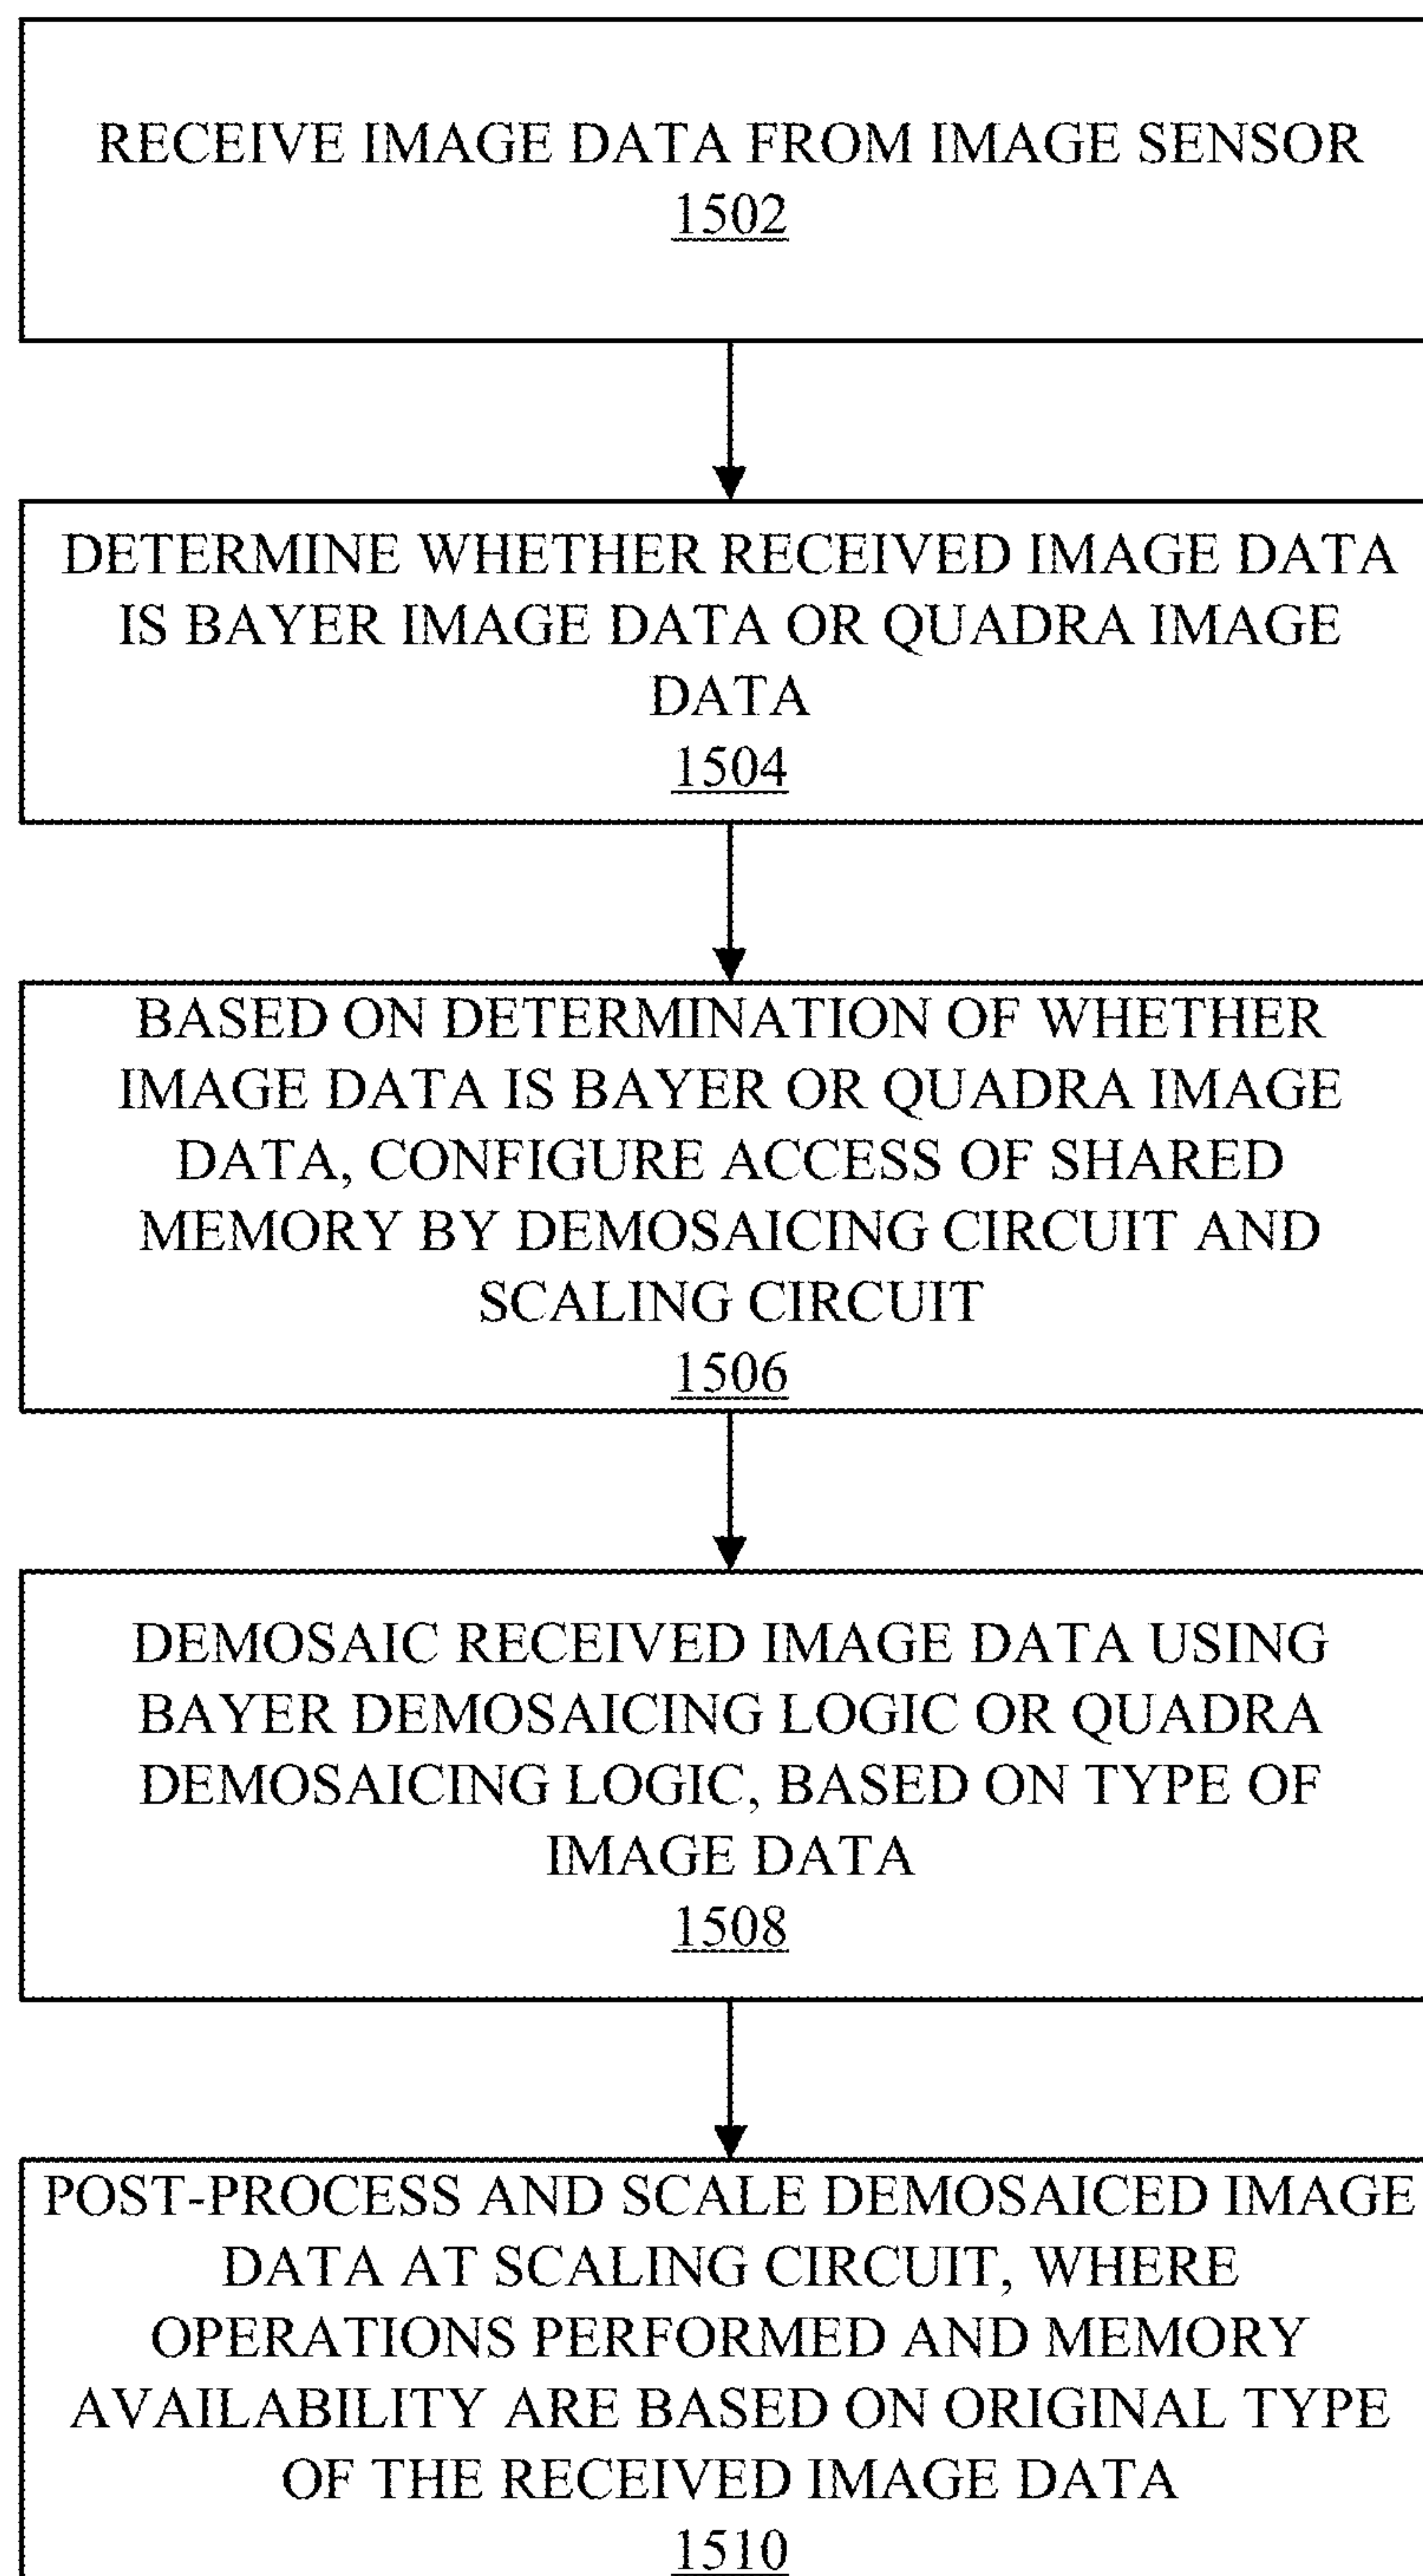 RECEIVE IMAGE DATA FROM IMAGE SENSOR
1502
DETERMINE WHETHER RECEIVED IMAGE DATA
IS BAYER IMAGE DATA OR QUADRA IMAGE
DATA
1504
BASED ON DETERMINATION OF WHETHER
IMAGE DATA IS BAYER OR QUADRA IMAGE
DATA, CONFIGURE ACCESS OF SHARED
MEMORY BY DEMOSAICING CIRCUIT AND
SCALING CIRCUIT
1506
DEMOSAIC RECEIVED IMAGE DATA USING
BAYER DEMOSAICING LOGIC OR QUADRA
DEMOSAICING LOGIC, BASED ON TYPE OF
IMAGE DATA
1508
POST-PROCESS AND SCALE DEMOSAICED IMAGE
DATA AT SCALING CIRCUIT, WHERE
OPERATIONS PERFORMED AND MEMORY
AVAILABILITY ARE BASED ON ORIGINAL TYPE
OF THE RECEIVED IMAGE DATA
1510